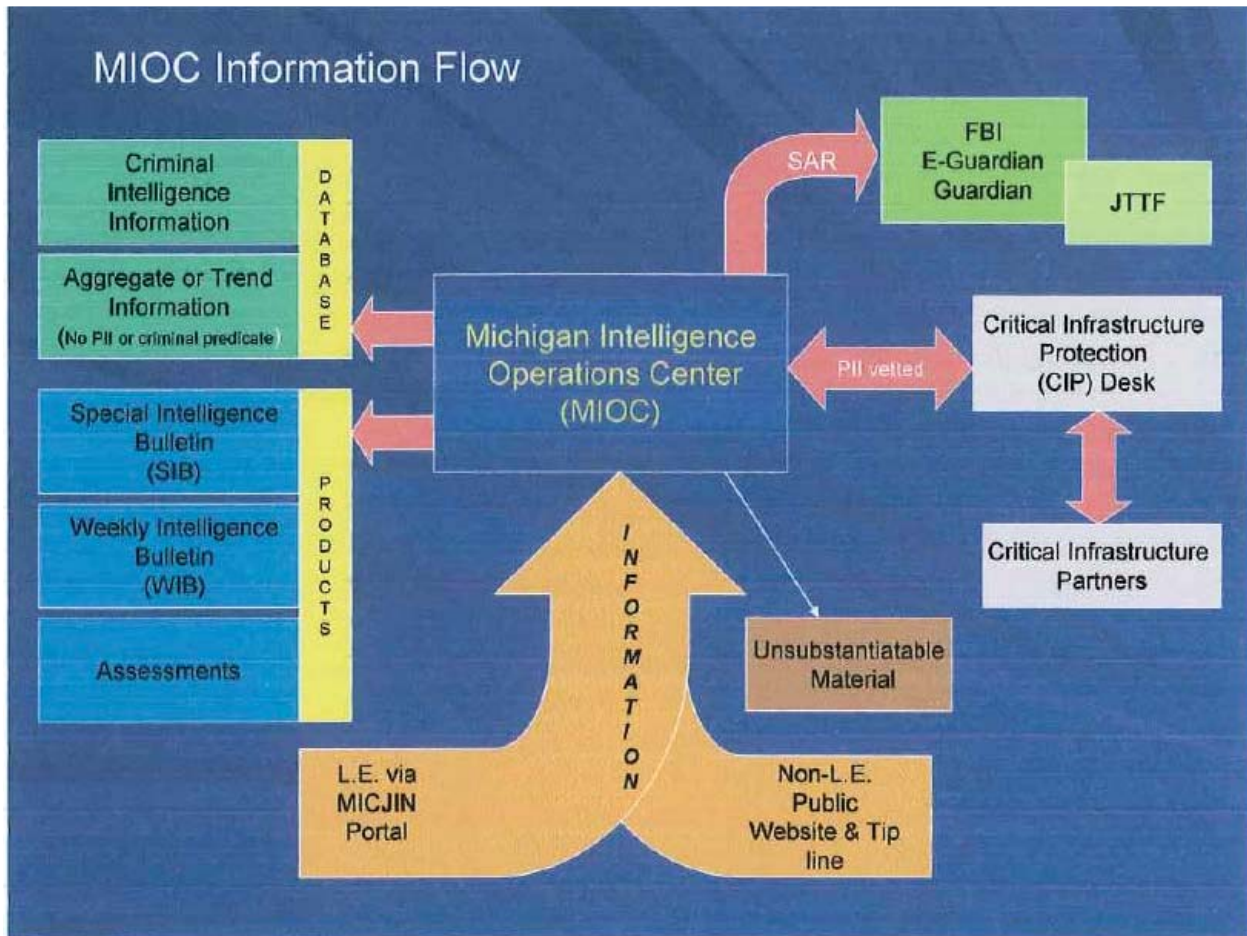 MIOC Information Flow
Criminal
Intelligence
Information
Aggregate or Trend
Information
(No PII or criminal predicate)
DATABASE
Special Intelligence
Bulletin
(SIB)
Weekly Intelligence
Bulletin
(WIB)
Assessments
PRODUCTS
Michigan Intelligence
Operations Center
(MIOC)
SAR
FBI
E-Guardian
Guardian
JTTF
PII vetted
Critical Infrastructure
Protection
(CIP) Desk
Critical Infrastructure
Partners
Unsubstantiatable
Material
INFORMATION
L.E. via
MICJIN
Portal
Non-L.E.
Public
Website & Tip
line